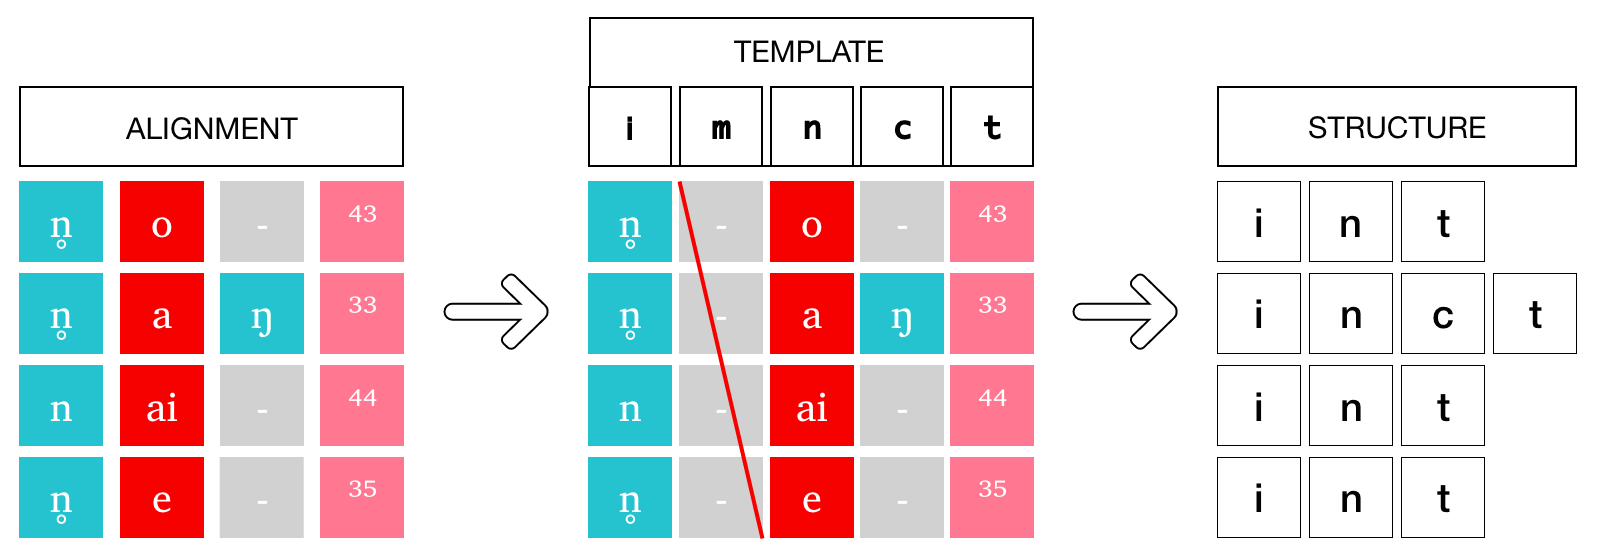 TEMPLATE
ALIGNMENT
i m n c t
STRUCTURE
n̥ o - ⁴³
n̥ - o - ⁴³
i n t
n̥ a ŋ ³³
n̥ - a ŋ ³³
i n c t
n ai - ⁴⁴
n - ai - ⁴⁴
i n t
n̥ e - ³⁵
n̥ - e - ³⁵
i n t